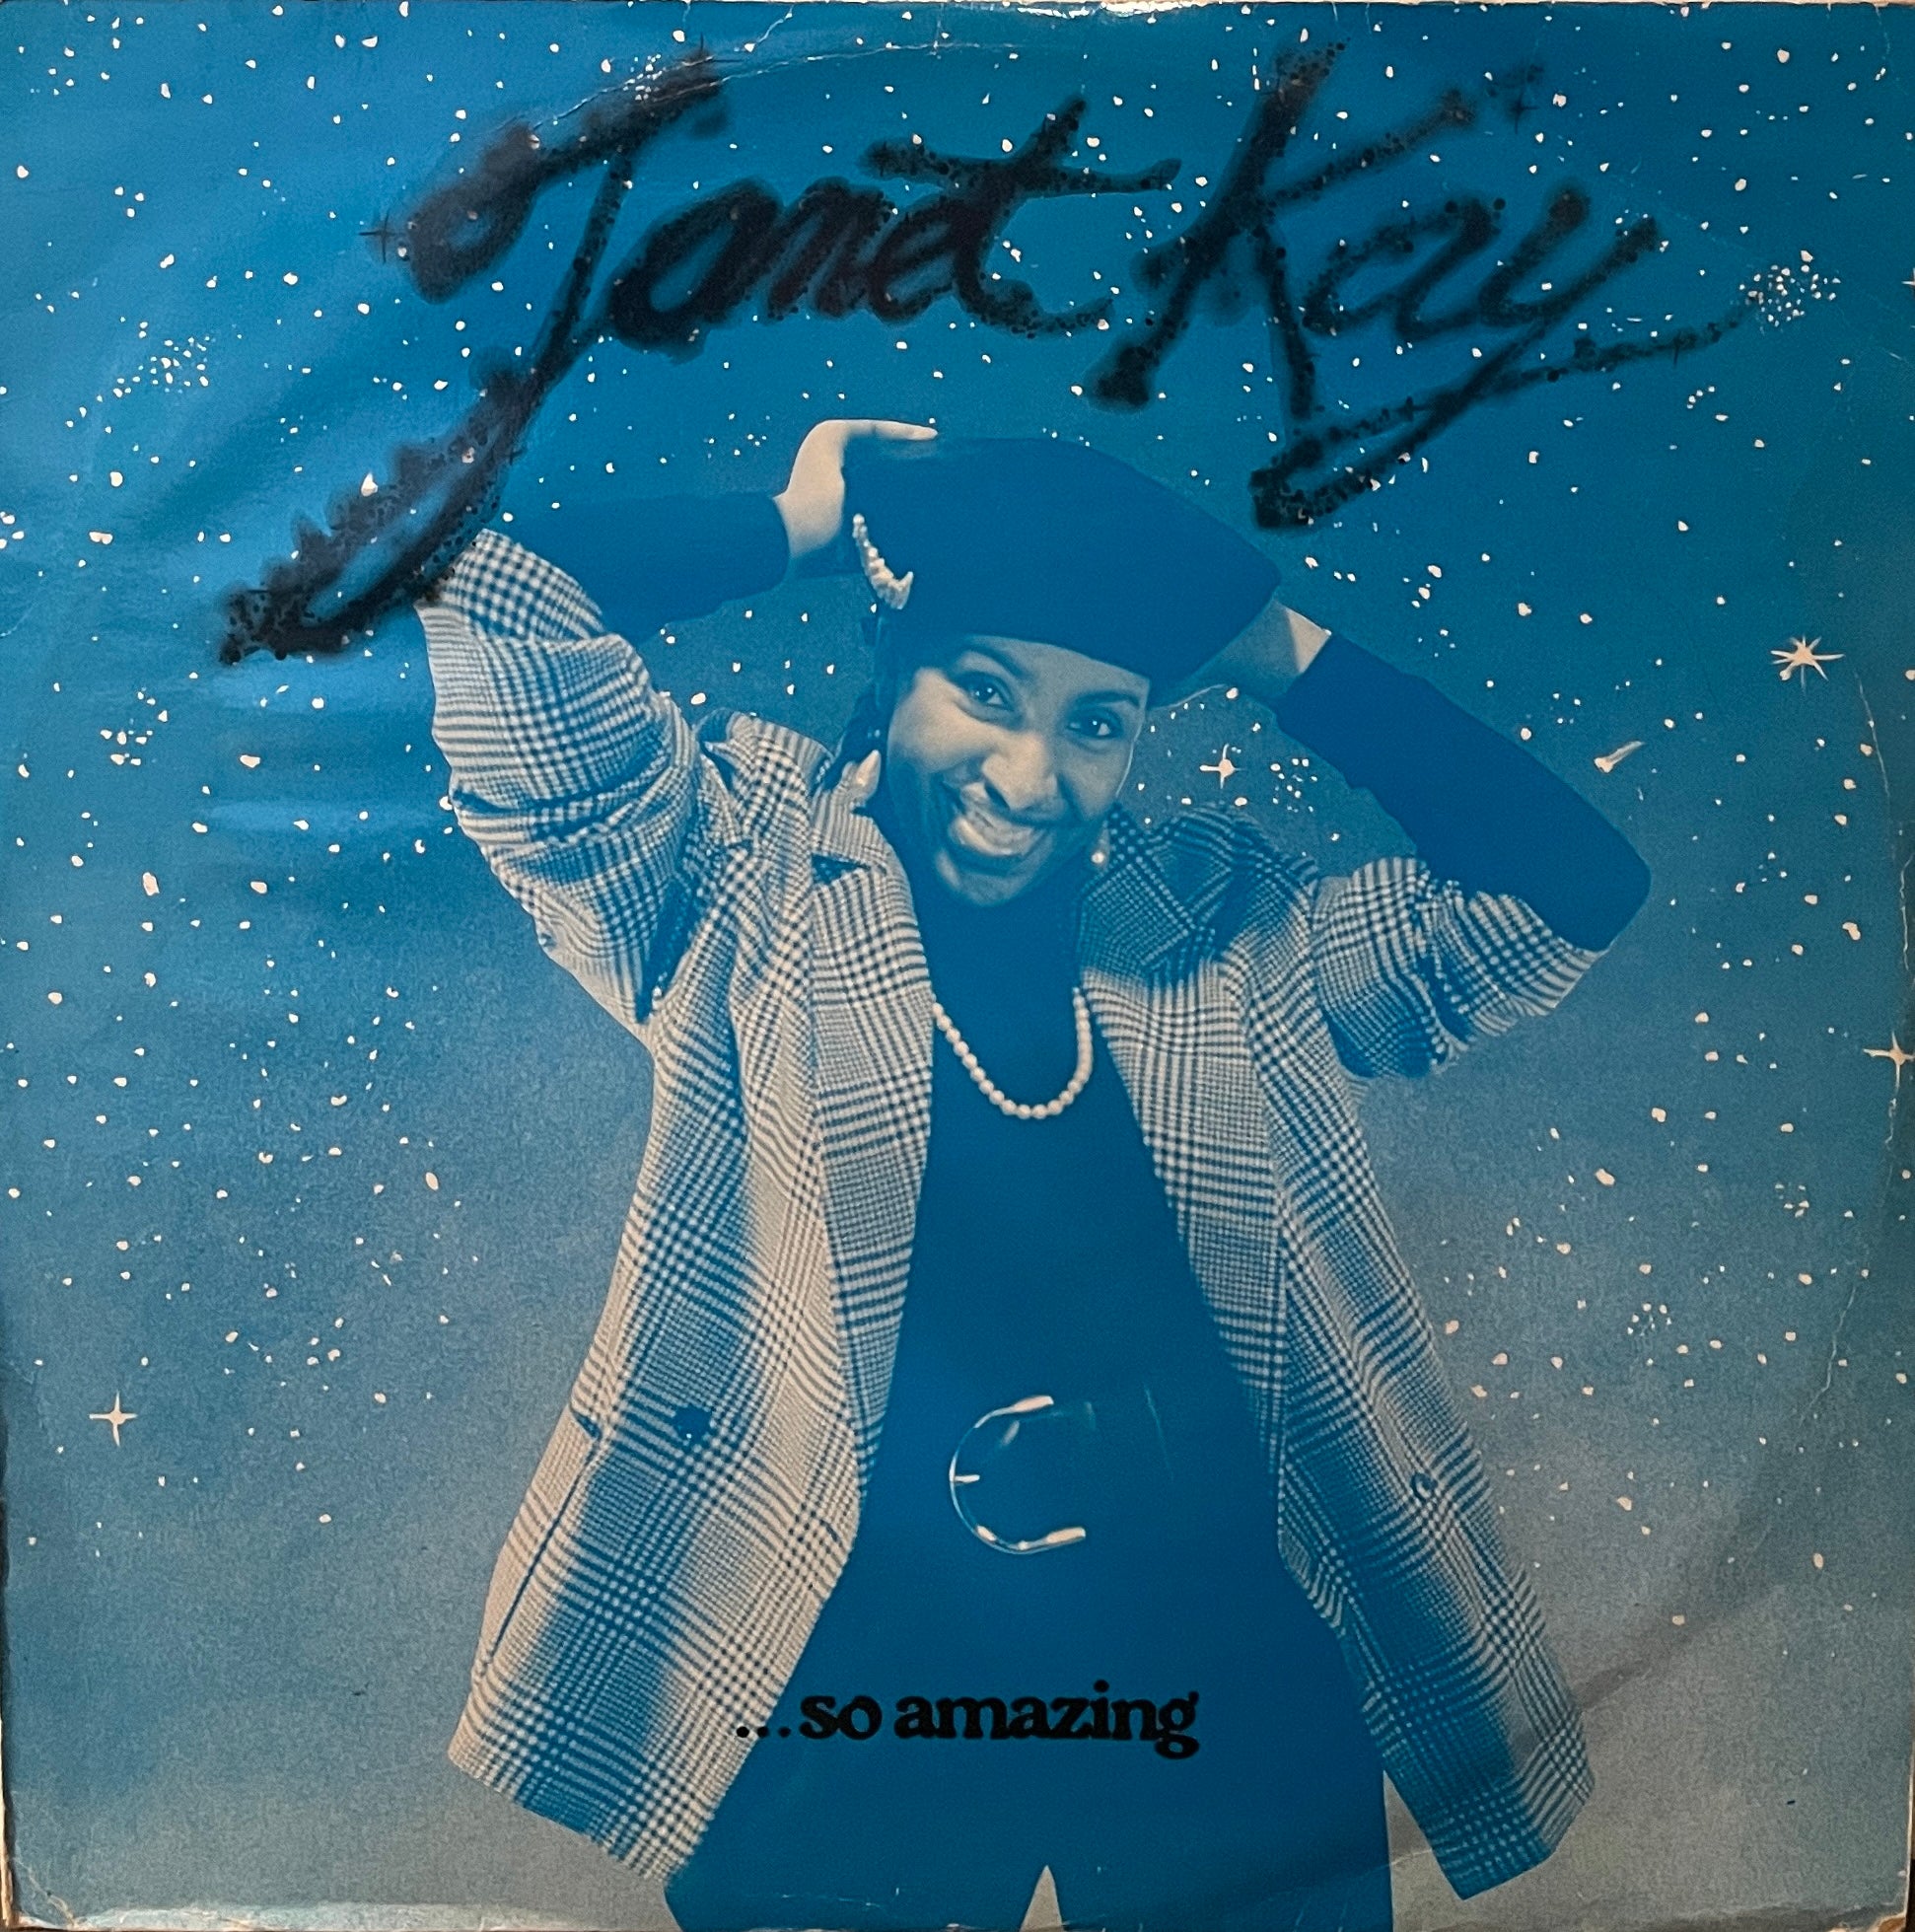 Janet Kay
...so amazing